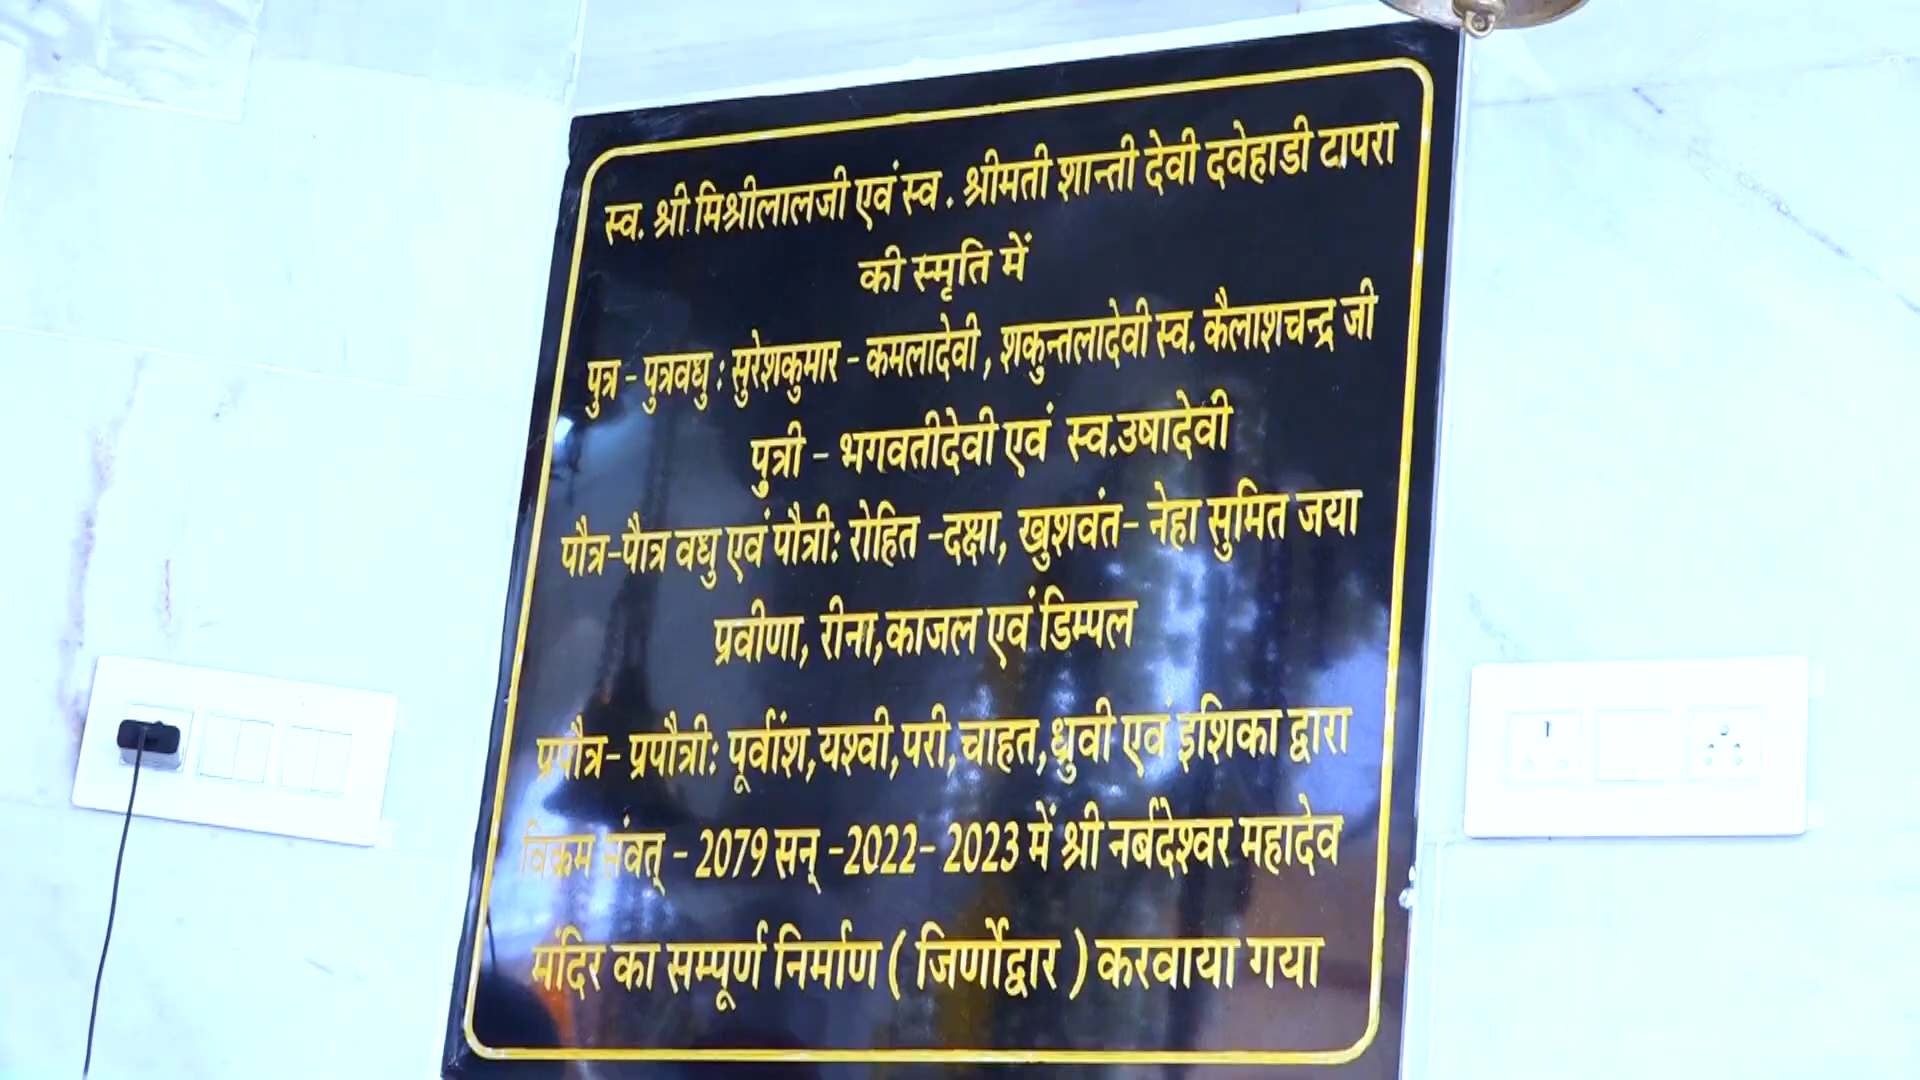 स्व. श्री मिश्रीलालजी एवं स्व. श्रीमती शान्ती देवी दवेहाडी टापरा
की स्मृति में
पुत्र - पुत्रवधु : सुरेशकुमार - कमलादेवी, शकुन्तलादेवी स्व. कैलाशचन्द्र जी
पुत्री - भगवतीदेवी एवं स्व.उषादेवी
पौत्र-पौत्र वधु एवं पौत्री: रोहित -दक्षा, खुशवंत- नेहा सुमित जया
प्रवीणा, रीना,काजल एवं डिम्पल
प्रपौत्र- प्रपौत्री: पूर्वांश,यश्वी,परी,चाहत,ध्रुवी एवं इशिका द्वारा
विक्रम संवत् - 2079 सन् -2022- 2023 में श्री नर्बदेश्वर महादेव
मंदिर का सम्पूर्ण निर्माण ( जिर्णोद्वार ) करवाया गया